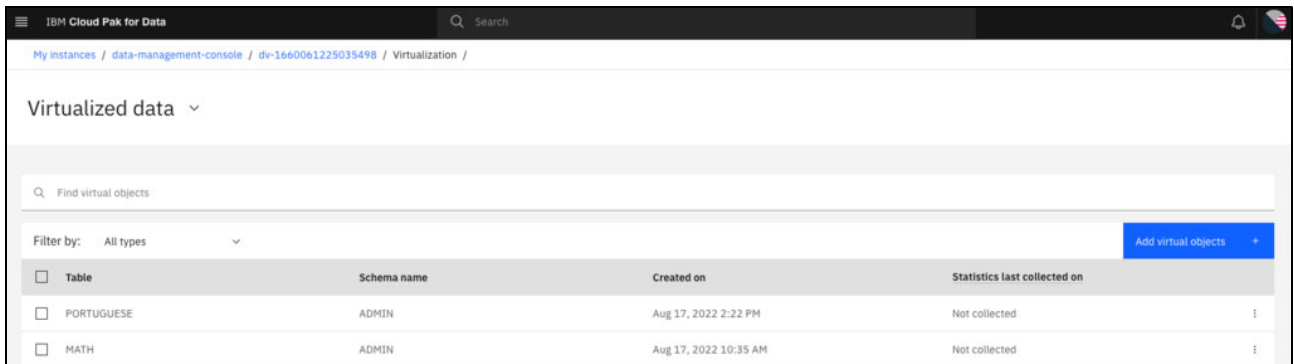 IBM Cloud Pak for Data Search
My instances / data-management-console / dv-1660061225035498 / Virtualization /
Virtualized data
Find virtual objects
Filter by: All types Add virtual objects +
Table Schema name Created on Statistics last collected on
PORTUGUESE ADMIN Aug 17, 2022 2:22 PM Not collected
MATH ADMIN Aug 17, 2022 10:35 AM Not collected